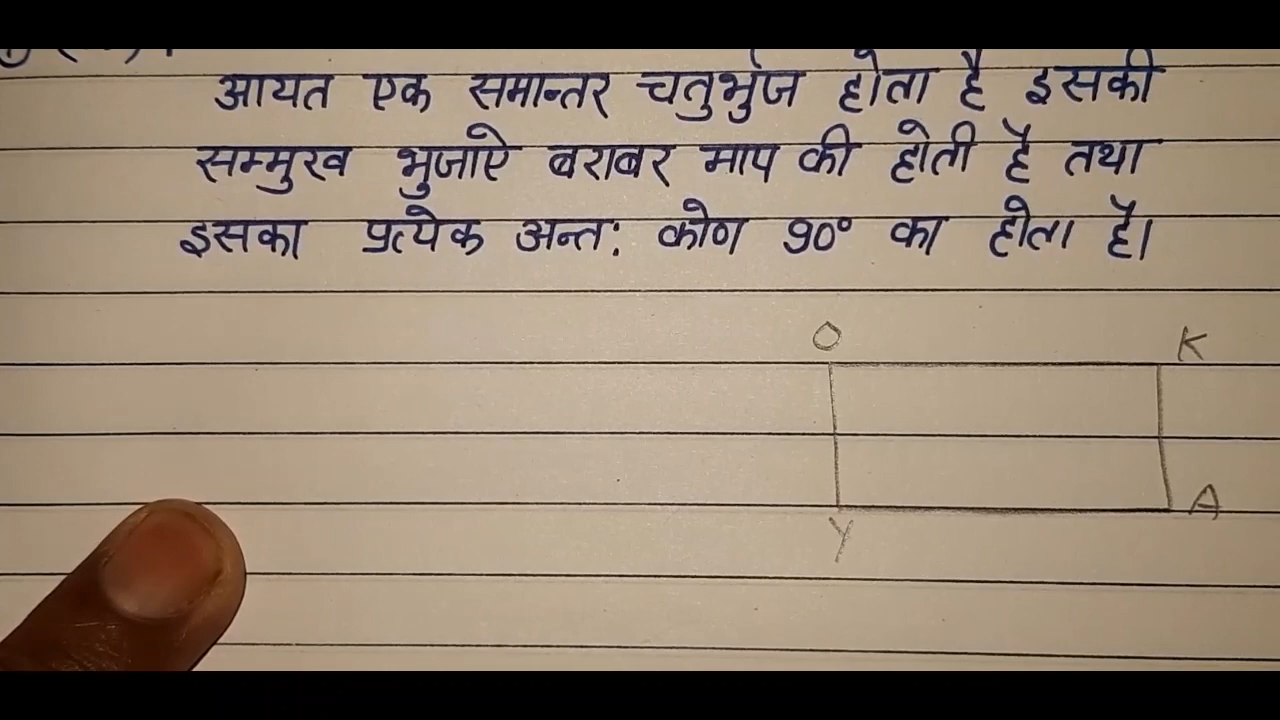 आयत एक समान्तर चतुर्भुज होता है इसकी
सम्मुख भुजाऐ बराबर माप की होती है तथा
इसका प्रत्येक अन्तः कोण 90° का होता है।
O K
Y A